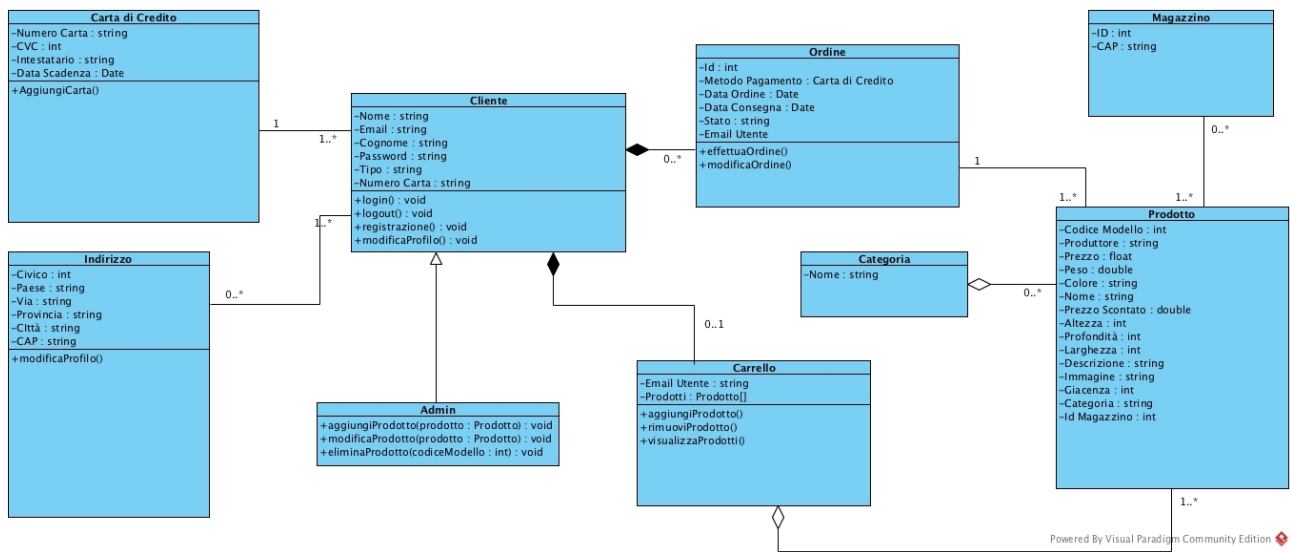 Carta di Credito
-Numero Carta : string
-CVC : int
-Intestatario : string
-Data Scadenza : Date
+AggiungiCarta()
1
1..*
Cliente
-Nome : string
-Email : string
-Cognome : string
-Password : string
-Tipo : string
-Numero Carta : string
+login() : void
+logout() : void
+registrazione() : void
+modificaProfilo() : void
0..*
Ordine
-Id : int
-Metodo Pagamento : Carta di Credito
-Data Ordine : Date
-Data Consegna : Date
-Stato : string
-Email Utente
+effettuaOrdine()
+modificaOrdine()
1
1..*
Magazzino
-ID : int
-CAP : string
0..*
1..*
Indirizzo
-Civico : int
-Paese : string
-Via : string
-Provincia : string
-CIttà : string
-CAP : string
+modificaProfilo()
0..*
1..*
Admin
+aggiungiProdotto(prodotto : Prodotto) : void
+modificaProdotto(prodotto : Prodotto) : void
+eliminaProdotto(codiceModello : int) : void
0..1
Carrello
-Email Utente : string
-Prodotti : Prodotto[]
+aggiungiProdotto()
+rimuoviProdotto()
+visualizzaProdotti()
Categoria
-Nome : string
0..*
Prodotto
-Codice Modello : int
-Produttore : string
-Prezzo : float
-Peso : double
-Colore : string
-Nome : string
-Prezzo Scontato : double
-Altezza : int
-Profondità : int
-Larghezza : int
-Descrizione : string
-Immagine : string
-Giacenza : int
-Categoria : string
-Id Magazzino : int
1..*
Powered By Visual Paradigm Community Edition